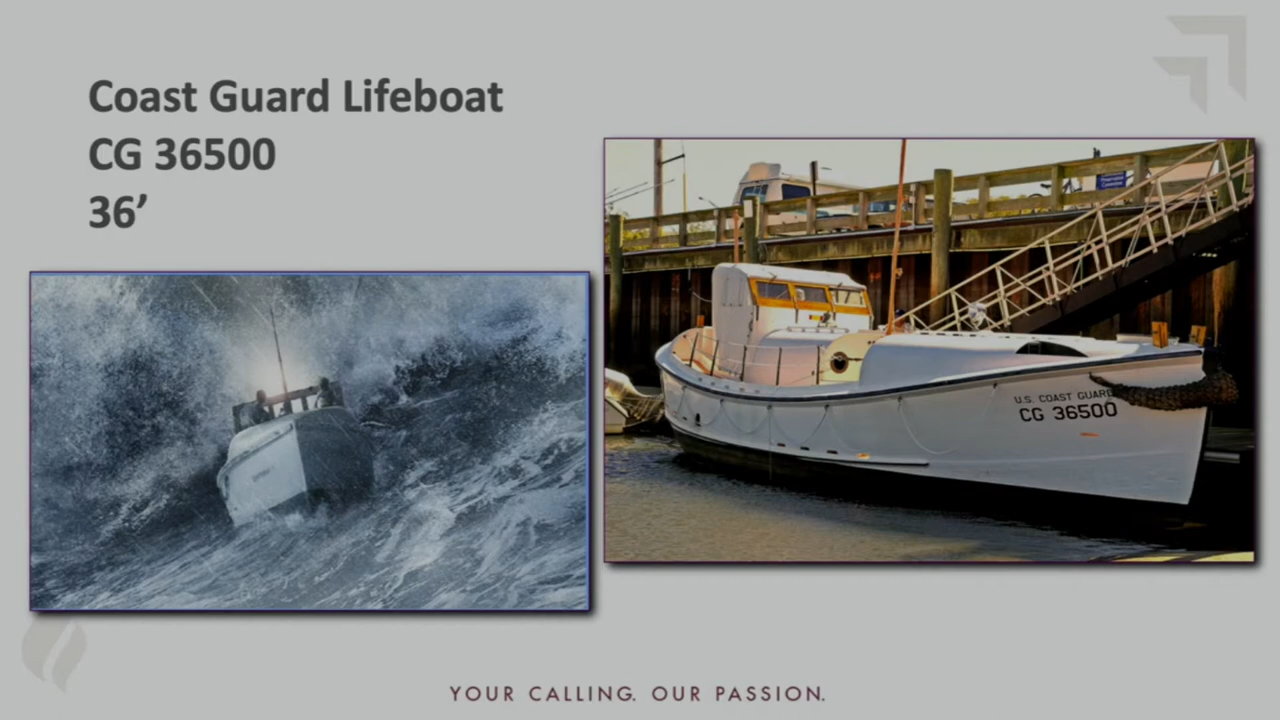 Coast Guard Lifeboat
CG 36500
36’
U.S. COAST GUARD
CG 36500
YOUR CALLING. OUR PASSION.